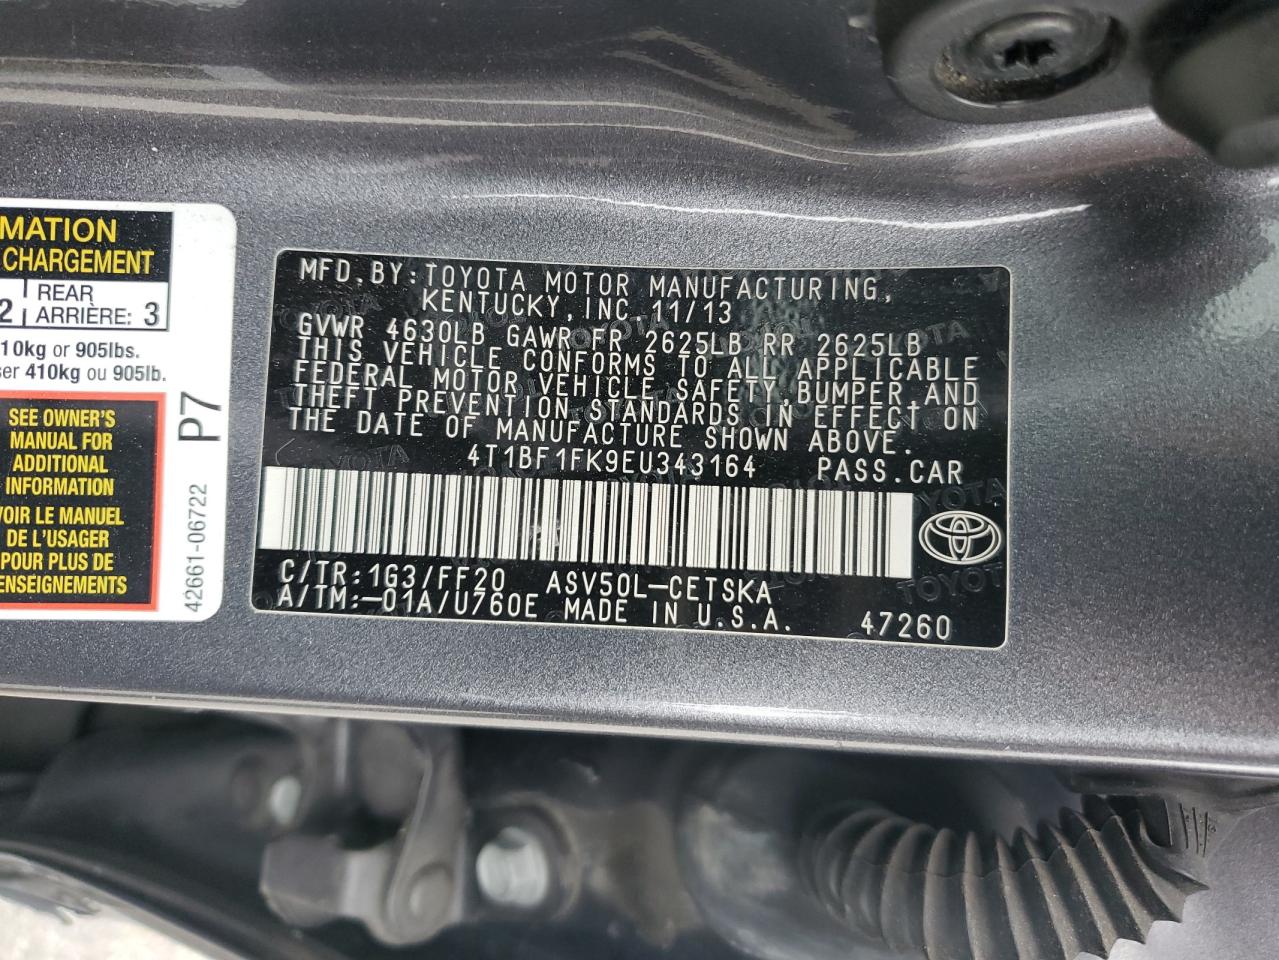 MATION
CHARGEMENT
2 REAR
ARRIÈRE: 3
10kg or 905lbs.
ser 410kg ou 905lb.
SEE OWNER'S
MANUAL FOR
ADDITIONAL
INFORMATION
VOIR LE MANUEL
DE L'USAGER
POUR PLUS DE
RENSEIGNEMENTS
P7
42661-06722
MFD.BY:TOYOTA MOTOR MANUFACTURING,
KENTUCKY,INC.11/13
GVWR 4630LB GAWR FR 2625LB RR 2625LB
THIS VEHICLE CONFORMS TO ALL APPLICABLE
FEDERAL MOTOR VEHICLE SAFETY,BUMPER,AND
THEFT PREVENTION STANDARDS IN EFFECT ON
THE DATE OF MANUFACTURE SHOWN ABOVE.
4T1BF1FK9EU343164 PASS.CAR
C/TR:1G3/FF20 ASV50L-CETSKA
A/TM:-01A/U760E MADE IN U.S.A. 47260